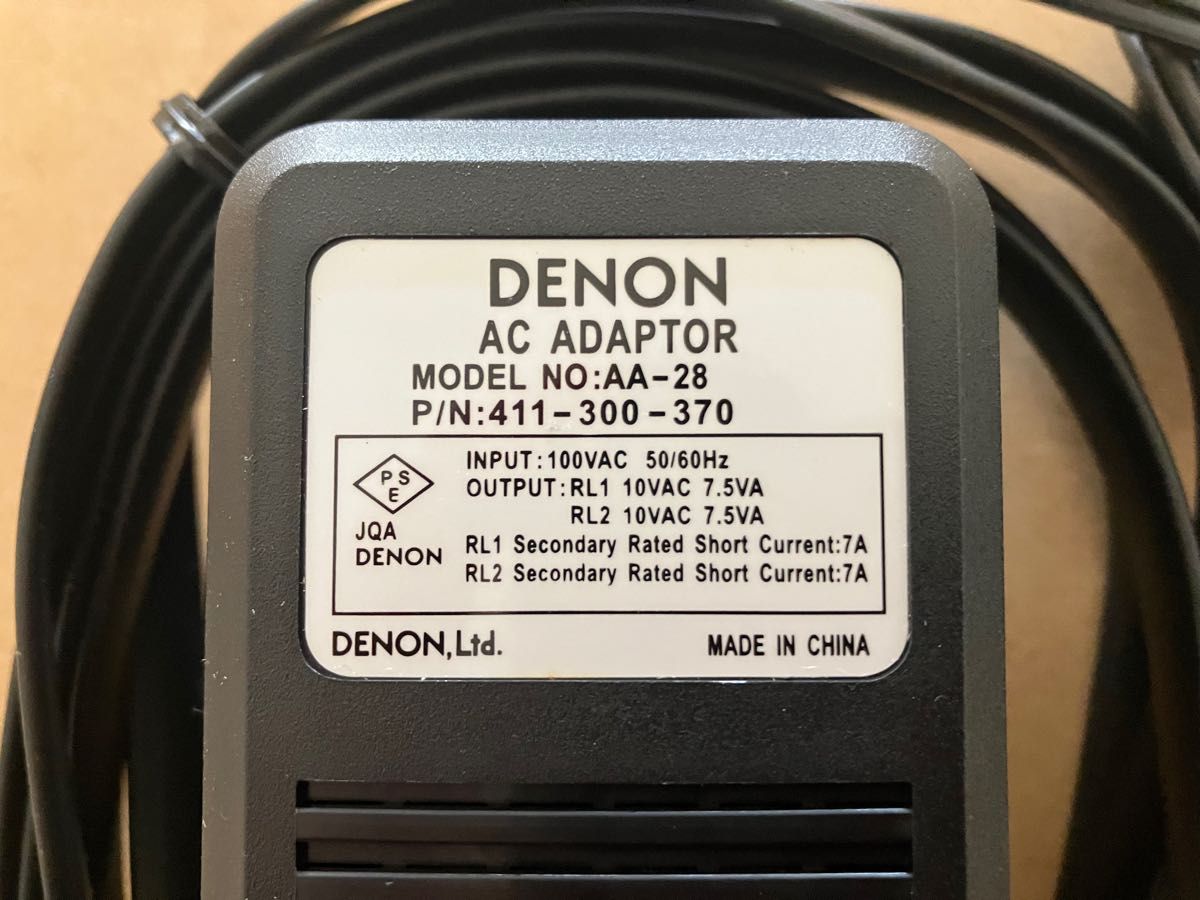 DENON
AC ADAPTOR
MODEL NO:AA-28
P/N:411-300-370
PSE
JQA
DENON
INPUT:100VAC 50/60Hz
OUTPUT:RL1 10VAC 7.5VA
RL2 10VAC 7.5VA
RL1 Secondary Rated Short Current:7A
RL2 Secondary Rated Short Current:7A
DENON,Ltd.
MADE IN CHINA